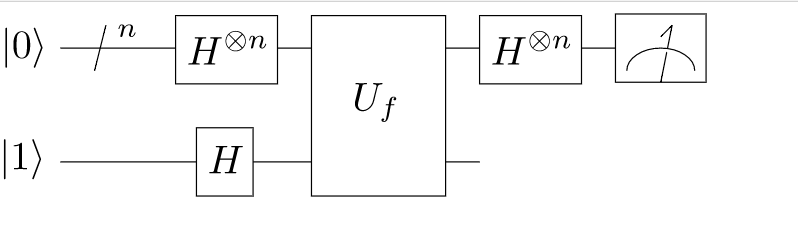 |0⟩ n H⊗n U_f H⊗n
|1⟩ H